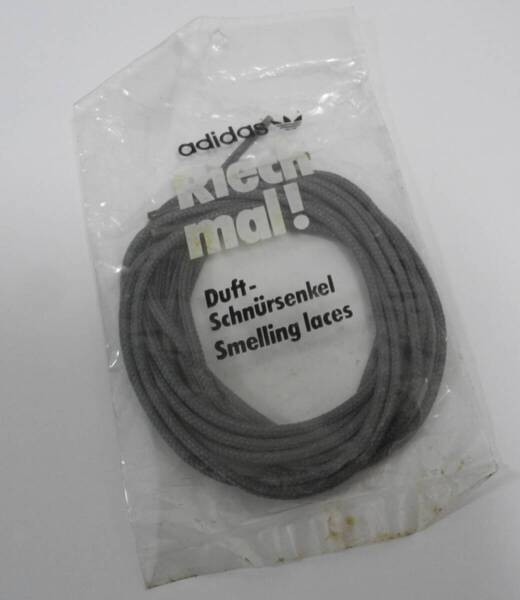 adidas
Riech
mal!
Duft-
Schnürsenkel
Smelling laces